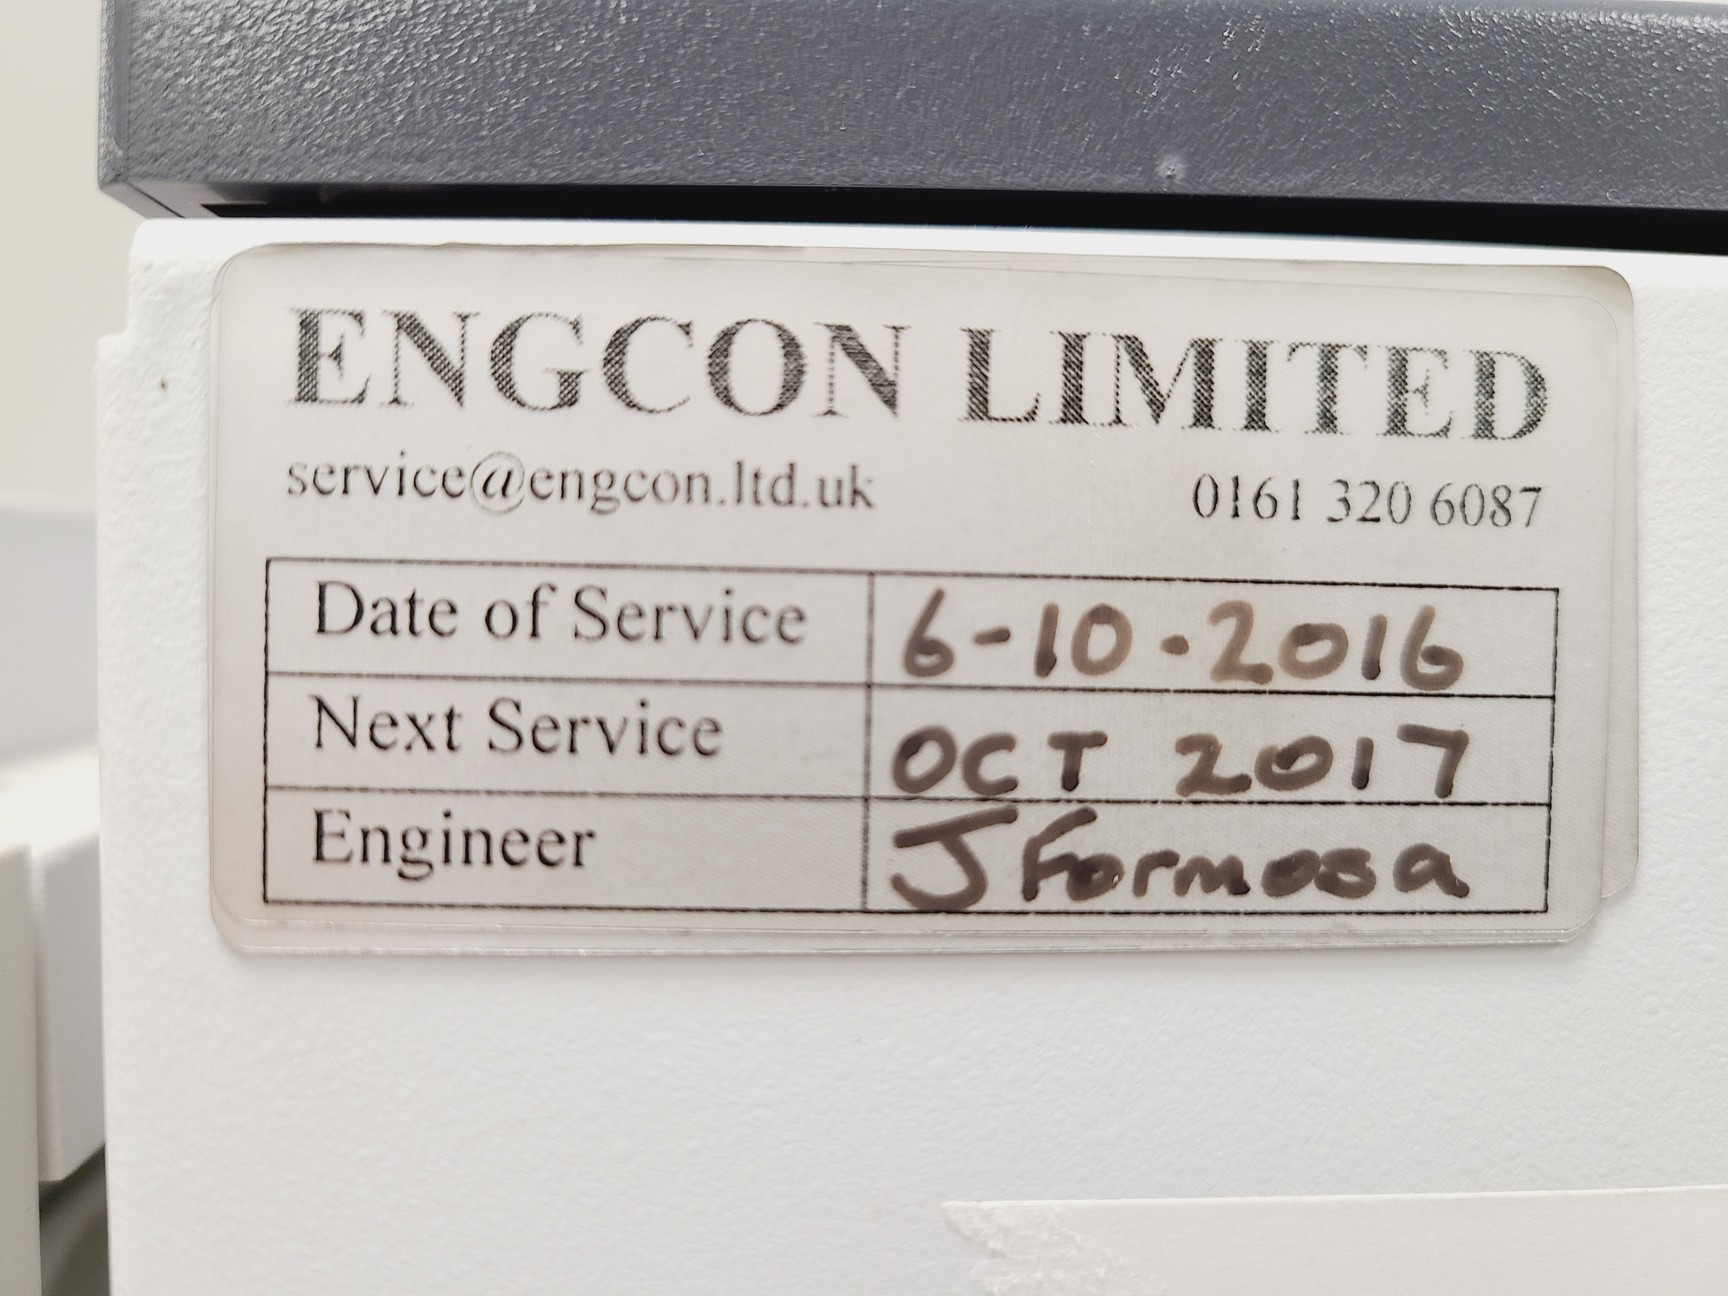 ENGCON LIMITED
service@engcon.ltd.uk 0161 320 6087
Date of Service 6-10-2016
Next Service OCT 2017
Engineer J Formosa